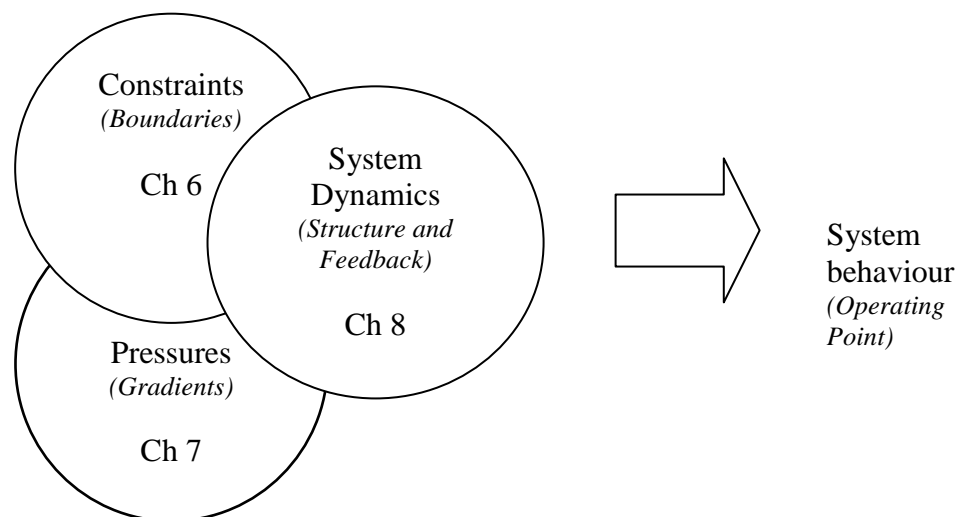 Constraints
(Boundaries)
Ch 6
System
Dynamics
(Structure and
Feedback)
Ch 8
Pressures
(Gradients)
Ch 7
System
behaviour
(Operating
Point)